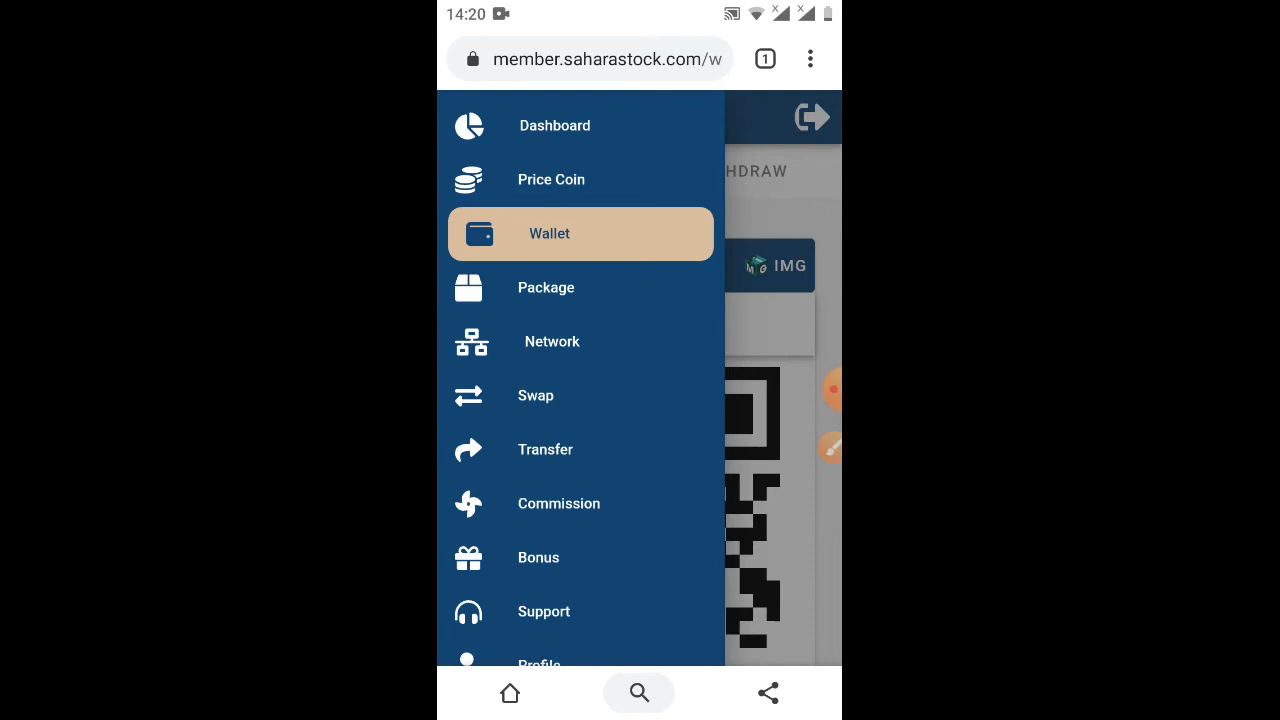 14:20
member.saharastock.com/w
1
Dashboard
Price Coin
HDRAW
Wallet
IMG
Package
Network
Swap
Transfer
Commission
Bonus
Support
Profile